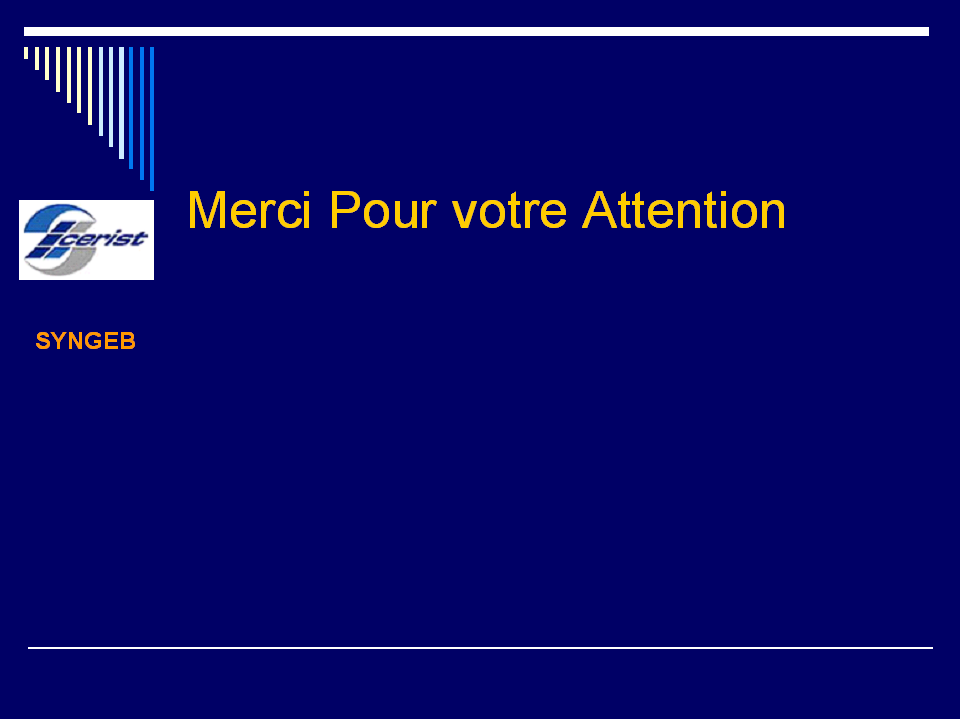 Merci Pour votre Attention
cerist
SYNGEB